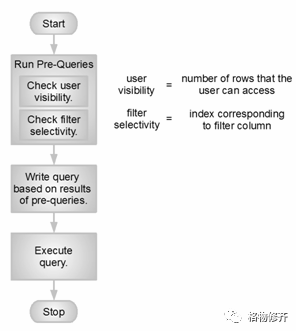 Start
Run Pre-Queries
Check user
visibility.
Check filter
selectivity.
user
visibility
=
number of rows that the
user can access
filter
selectivity
=
index corresponding
to filter column
Write query
based on results
of pre-queries.
Execute
query.
Stop
格物修齐